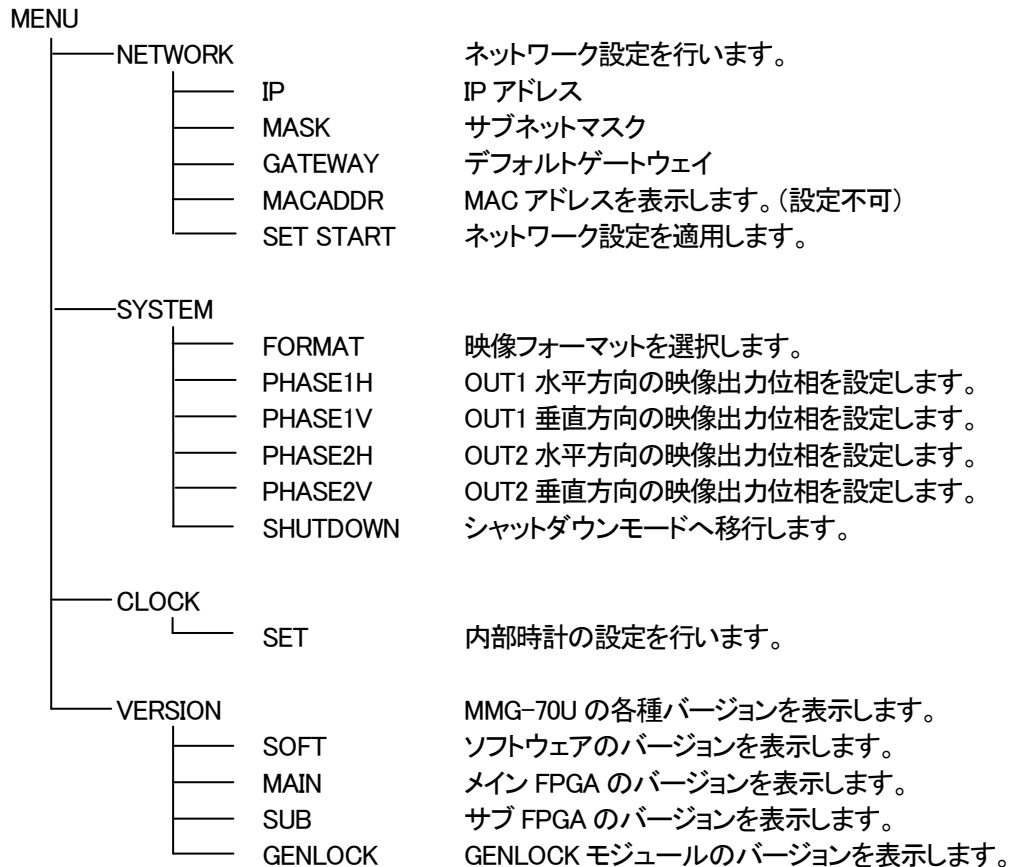 MENU
NETWORK ネットワーク設定を行います。
IP IP アドレス
MASK サブネットマスク
GATEWAY デフォルトゲートウェイ
MACADDR MAC アドレスを表示します。(設定不可)
SET START ネットワーク設定を適用します。
SYSTEM
FORMAT 映像フォーマットを選択します。
PHASE1H OUT1 水平方向の映像出力位相を設定します。
PHASE1V OUT1 垂直方向の映像出力位相を設定します。
PHASE2H OUT2 水平方向の映像出力位相を設定します。
PHASE2V OUT2 垂直方向の映像出力位相を設定します。
SHUTDOWN シャットダウンモードへ移行します。
CLOCK
SET 内部時計の設定を行います。
VERSION MMG-70U の各種バージョンを表示します。
SOFT ソフトウェアのバージョンを表示します。
MAIN メイン FPGA のバージョンを表示します。
SUB サブ FPGA のバージョンを表示します。
GENLOCK GENLOCK モジュールのバージョンを表示します。